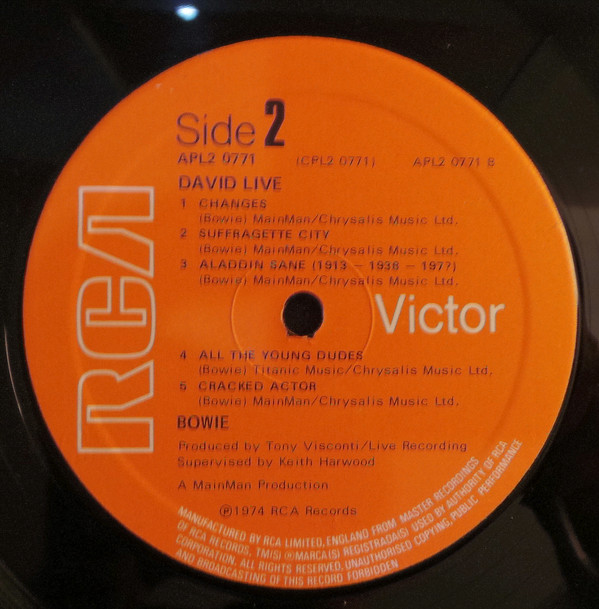 Side 2
APL2 0771 (CPL2 0771) APL2 0771 B
DAVID LIVE
1 CHANGES
(Bowie) MainMan/Chrysalis Music Ltd.
2 SUFFRAGETTE CITY
(Bowie) MainMan/Chrysalis Music Ltd.
3 ALADDIN SANE (1913 — 1938 — 197?)
(Bowie) MainMan/Chrysalis Music Ltd.
RCA Victor
4 ALL THE YOUNG DUDES
(Bowie) Titanic Music/Chrysalis Music Ltd.
5 CRACKED ACTOR
(Bowie) MainMan/Chrysalis Music Ltd.
BOWIE
Produced by Tony Visconti/Live Recording
Supervised by Keith Harwood
A MainMan Production
Ⓟ1974 RCA Records
MANUFACTURED BY RCA LIMITED, ENGLAND FROM MASTER RECORDINGS
OF RCA RECORDS. TM(S) ® MARCA(S) REGISTRADA(S) USED BY AUTHORITY OF RCA
CORPORATION. ALL RIGHTS RESERVED. UNAUTHORISED COPYING, PUBLIC PERFORMANCE
AND BROADCASTING OF THIS RECORD FORBIDDEN